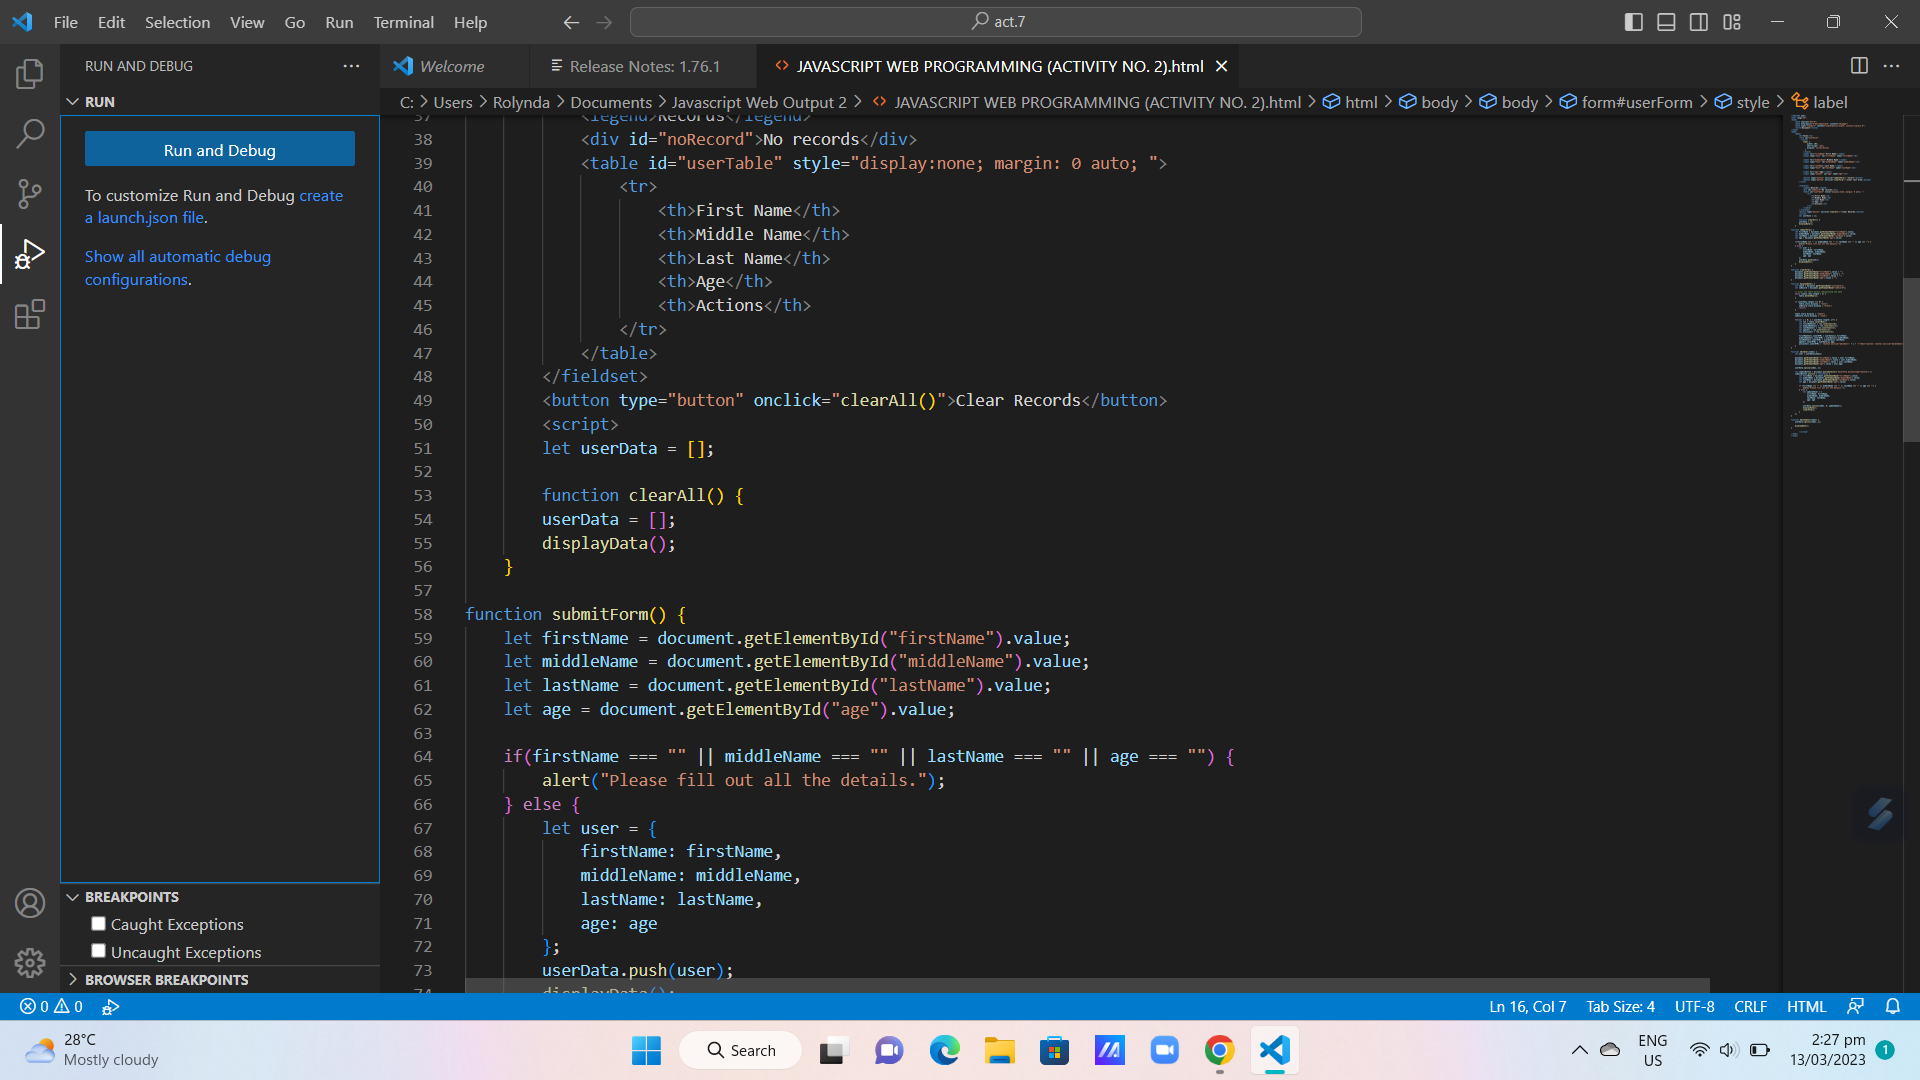 File Edit Selection View Go Run Terminal Help
act.7
RUN AND DEBUG
RUN
Run and Debug
To customize Run and Debug create
a launch.json file.
Show all automatic debug
configurations.
BREAKPOINTS
Caught Exceptions
Uncaught Exceptions
BROWSER BREAKPOINTS
Welcome
Release Notes: 1.76.1
JAVASCRIPT WEB PROGRAMMING (ACTIVITY NO. 2).html
C: > Users > Rolynda > Documents > Javascript Web Output 2 > JAVASCRIPT WEB PROGRAMMING (ACTIVITY NO. 2).html > html > body > body > form#userForm > style > label
37 <legend>Records</legend>
38 <div id="noRecord">No records</div>
39 <table id="userTable" style="display:none; margin: 0 auto; ">
40 <tr>
41 <th>First Name</th>
42 <th>Middle Name</th>
43 <th>Last Name</th>
44 <th>Age</th>
45 <th>Actions</th>
46 </tr>
47 </table>
48 </fieldset>
49 <button type="button" onclick="clearAll()">Clear Records</button>
50 <script>
51 let userData = [];
52
53 function clearAll() {
54 userData = [];
55 displayData();
56 }
57
58 function submitForm() {
59 let firstName = document.getElementById("firstName").value;
60 let middleName = document.getElementById("middleName").value;
61 let lastName = document.getElementById("lastName").value;
62 let age = document.getElementById("age").value;
63
64 if(firstName === "" || middleName === "" || lastName === "" || age === "") {
65 alert("Please fill out all the details.");
66 } else {
67 let user = {
68 firstName: firstName,
69 middleName: middleName,
70 lastName: lastName,
71 age: age
72 };
73 userData.push(user);
74 displayData();
0 0
Ln 16, Col 7 Tab Size: 4 UTF-8 CRLF HTML
28°C
Mostly cloudy
Search
ENG
US
2:27 pm
13/03/2023
1